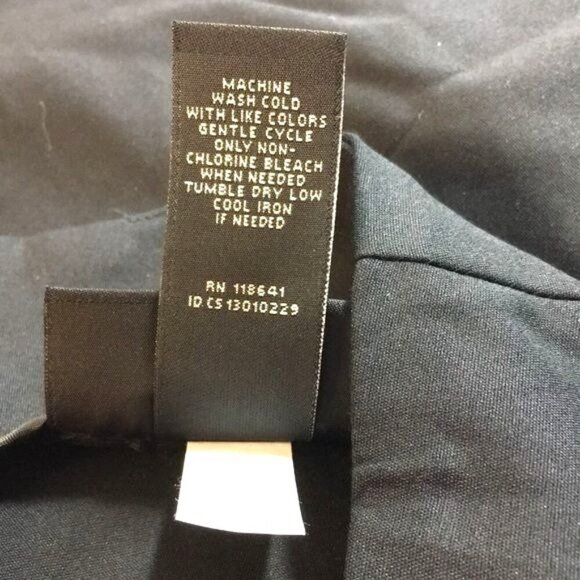 MACHINE
WASH COLD
WITH LIKE COLORS
GENTLE CYCLE
ONLY NON-
CHLORINE BLEACH
WHEN NEEDED
TUMBLE DRY LOW
COOL IRON
IF NEEDED
RN 118641
ID CS 13010229